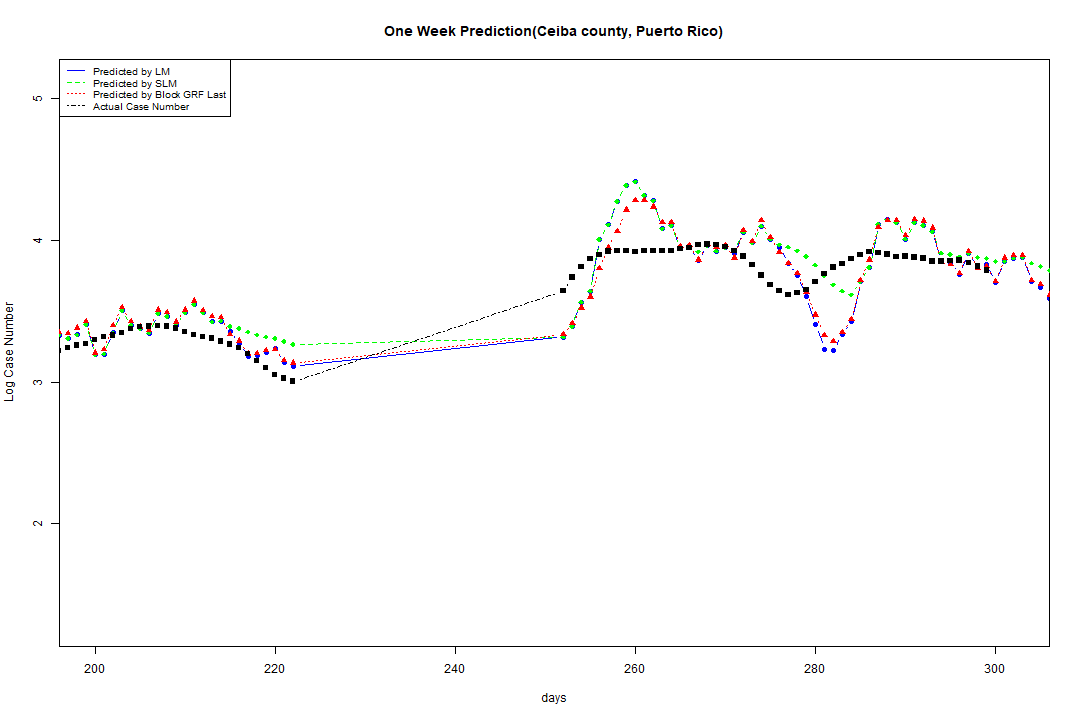 One Week Prediction(Ceiba county, Puerto Rico)
Predicted by LM
Predicted by SLM
Predicted by Block GRF Last
Actual Case Number
5
4
3
2
Log Case Number
200 220 240 260 280 300
days